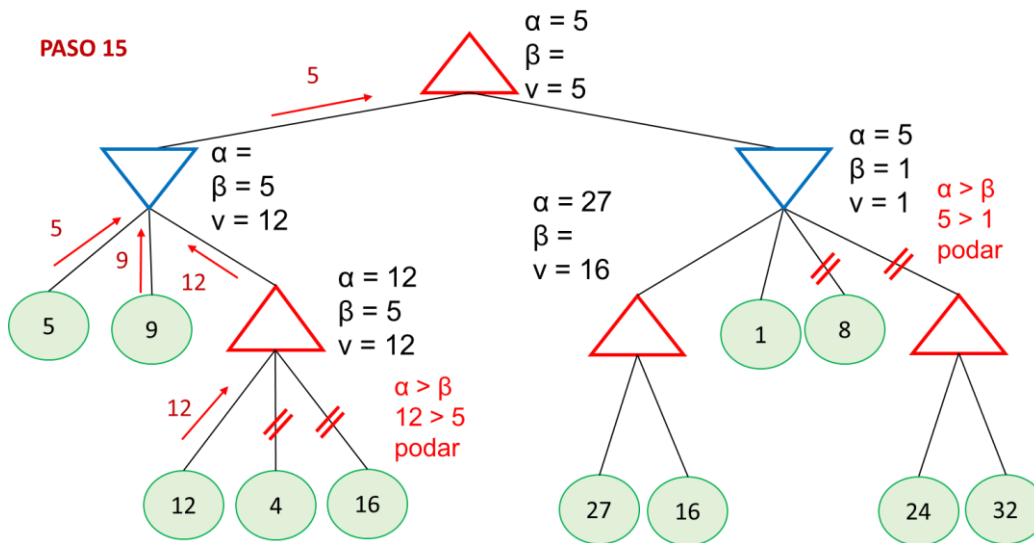 PASO 15
5
α = 5
β =
v = 5
α =
β = 5
v = 12
α = 5
β = 1
v = 1
α > β
5 > 1
podar
α = 27
β =
v = 16
5
9
12
α = 12
β = 5
v = 12
5
9
1
8
12
α > β
12 > 5
podar
12
4
16
27
16
24
32